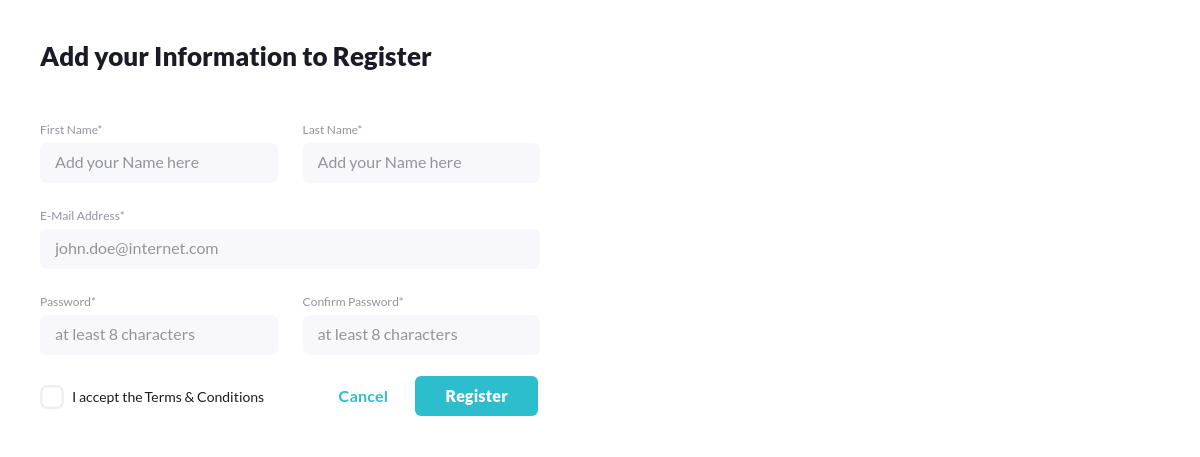 Add your Information to Register
First Name* Last Name*
Add your Name here Add your Name here
E-Mail Address*
john.doe@internet.com
Password* Confirm Password*
at least 8 characters at least 8 characters
I accept the Terms & Conditions Cancel Register